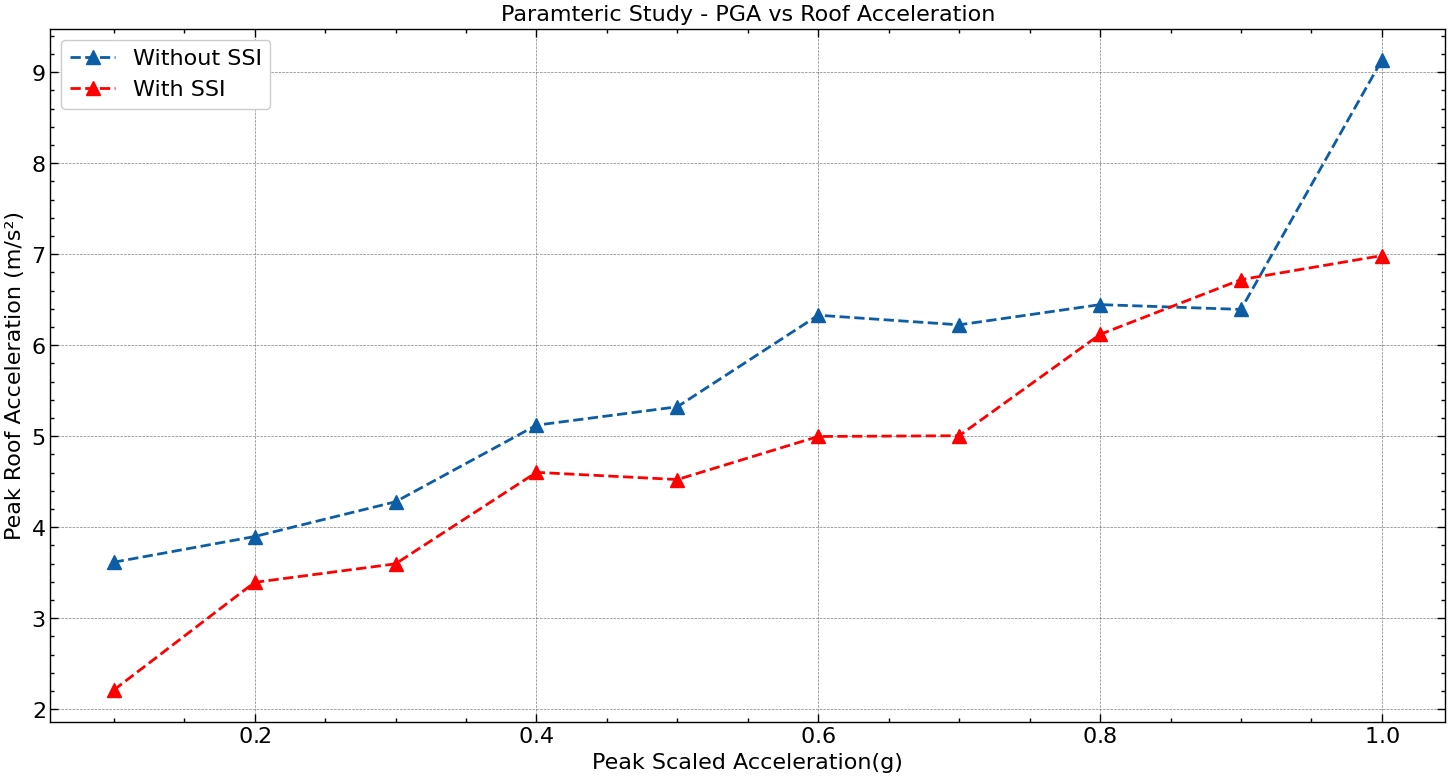 Paramteric Study - PGA vs Roof Acceleration
Without SSI
With SSI
Peak Roof Acceleration (m/s²)
9
8
7
6
5
4
3
2
0.2
0.4
0.6
0.8
1.0
Peak Scaled Acceleration(g)